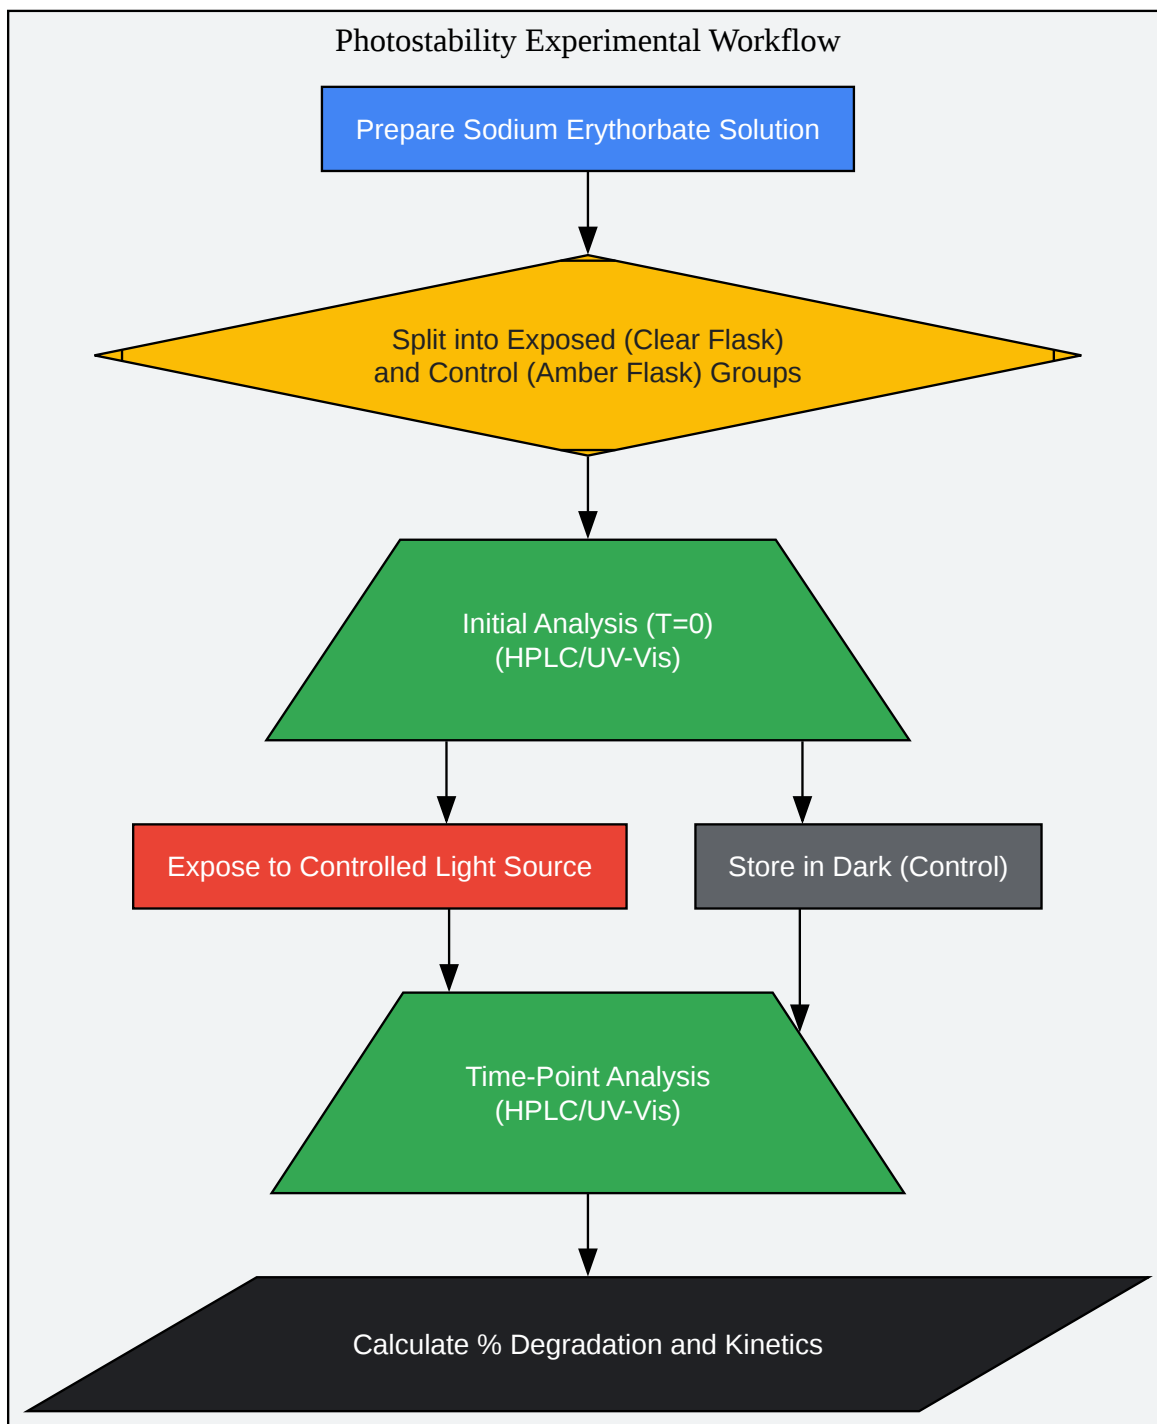 Photostability Experimental Workflow
Prepare Sodium Erythorbate Solution
Split into Exposed (Clear Flask)
and Control (Amber Flask) Groups
Initial Analysis (T=0)
(HPLC/UV-Vis)
Expose to Controlled Light Source
Store in Dark (Control)
Time-Point Analysis
(HPLC/UV-Vis)
Calculate % Degradation and Kinetics